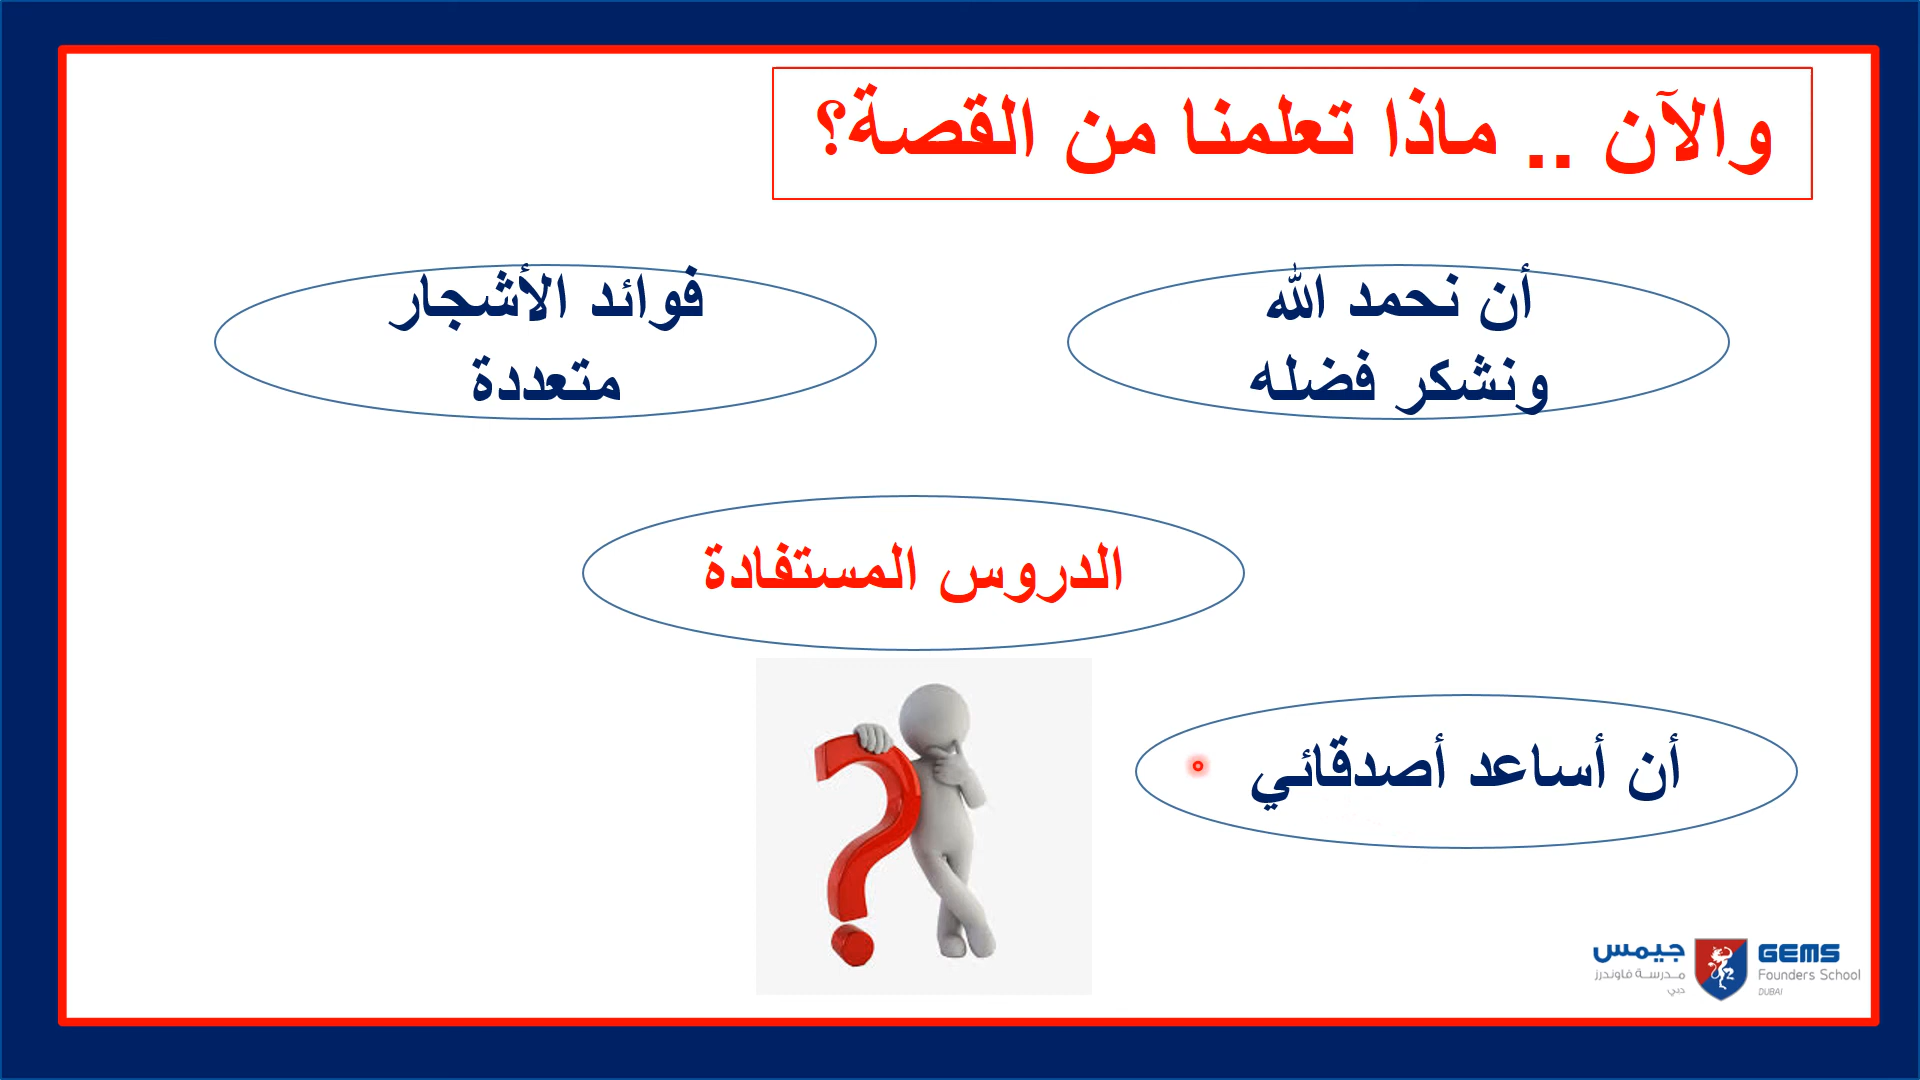 والآن .. ماذا تعلمنا من القصة؟
أن نحمد الله
ونشكر فضله
فوائد الأشجار
متعددة
الدروس المستفادة
أن أساعد أصدقائي
GEMS
Founders School
DUBAI
جيمس
مدرسة فاوندرز
دبي